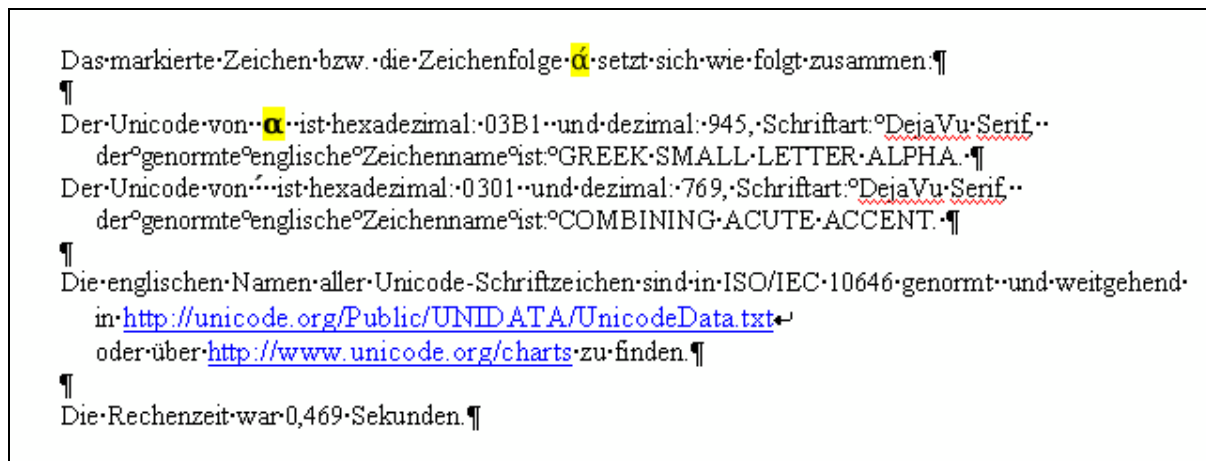 Das·markierte·Zeichen·bzw.·die·Zeichenfolge·ά·setzt·sich·wie·folgt·zusammen:¶
¶
Der·Unicode·von··α··ist·hexadezimal:·03B1··und·dezimal:·945,·Schriftart:°DejaVu·Serif,··
der°genormte°englische°Zeichenname°ist:°GREEK·SMALL·LETTER·ALPHA.·¶
Der·Unicode·von·· ́··ist·hexadezimal:·0301··und·dezimal:·769,·Schriftart:°DejaVu·Serif,··
der°genormte°englische°Zeichenname°ist:°COMBINING·ACUTE·ACCENT.·¶
¶
Die·englischen·Namen·aller·Unicode-Schriftzeichen·sind·in·ISO/IEC·10646·genormt··und·weitgehend·
in·http://unicode.org/Public/UNIDATA/UnicodeData.txt↵
oder·über·http://www.unicode.org/charts·zu·finden.¶
¶
Die·Rechenzeit·war·0,469·Sekunden.¶